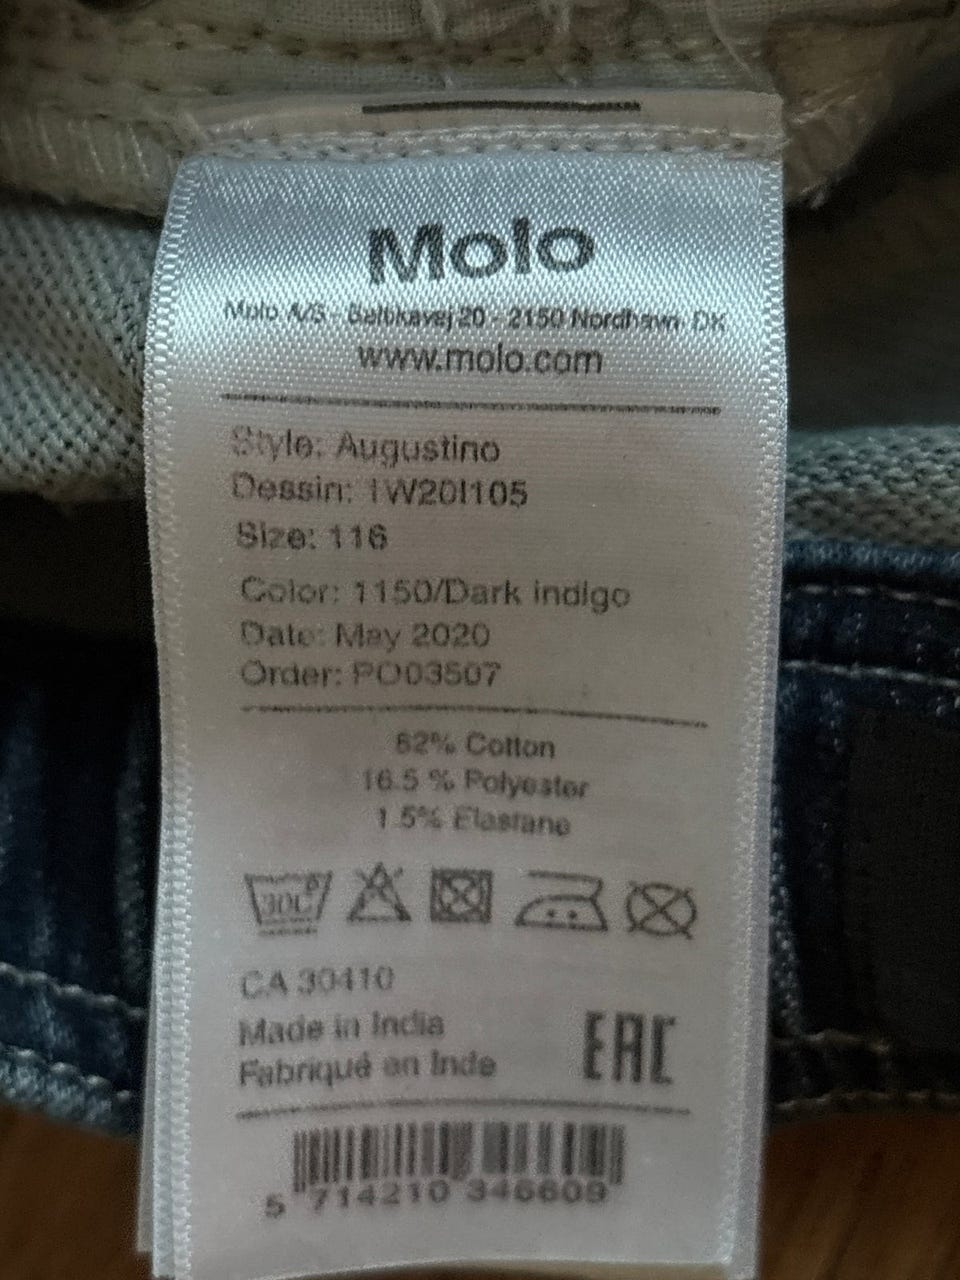 Molo
Molo A/S - Baltikavej 20 - 2150 Nordhavn DK
www.molo.com
Style: Augustino
Dessin: 1W20I105
Size: 116
Color: 1150/Dark indigo
Date: May 2020
Order: PO03507
82% Cotton
16.5 % Polyester
1.5% Elastane
30C°
CA 30410
Made in India
Fabriqué en Inde
EAC
5 714210 346609